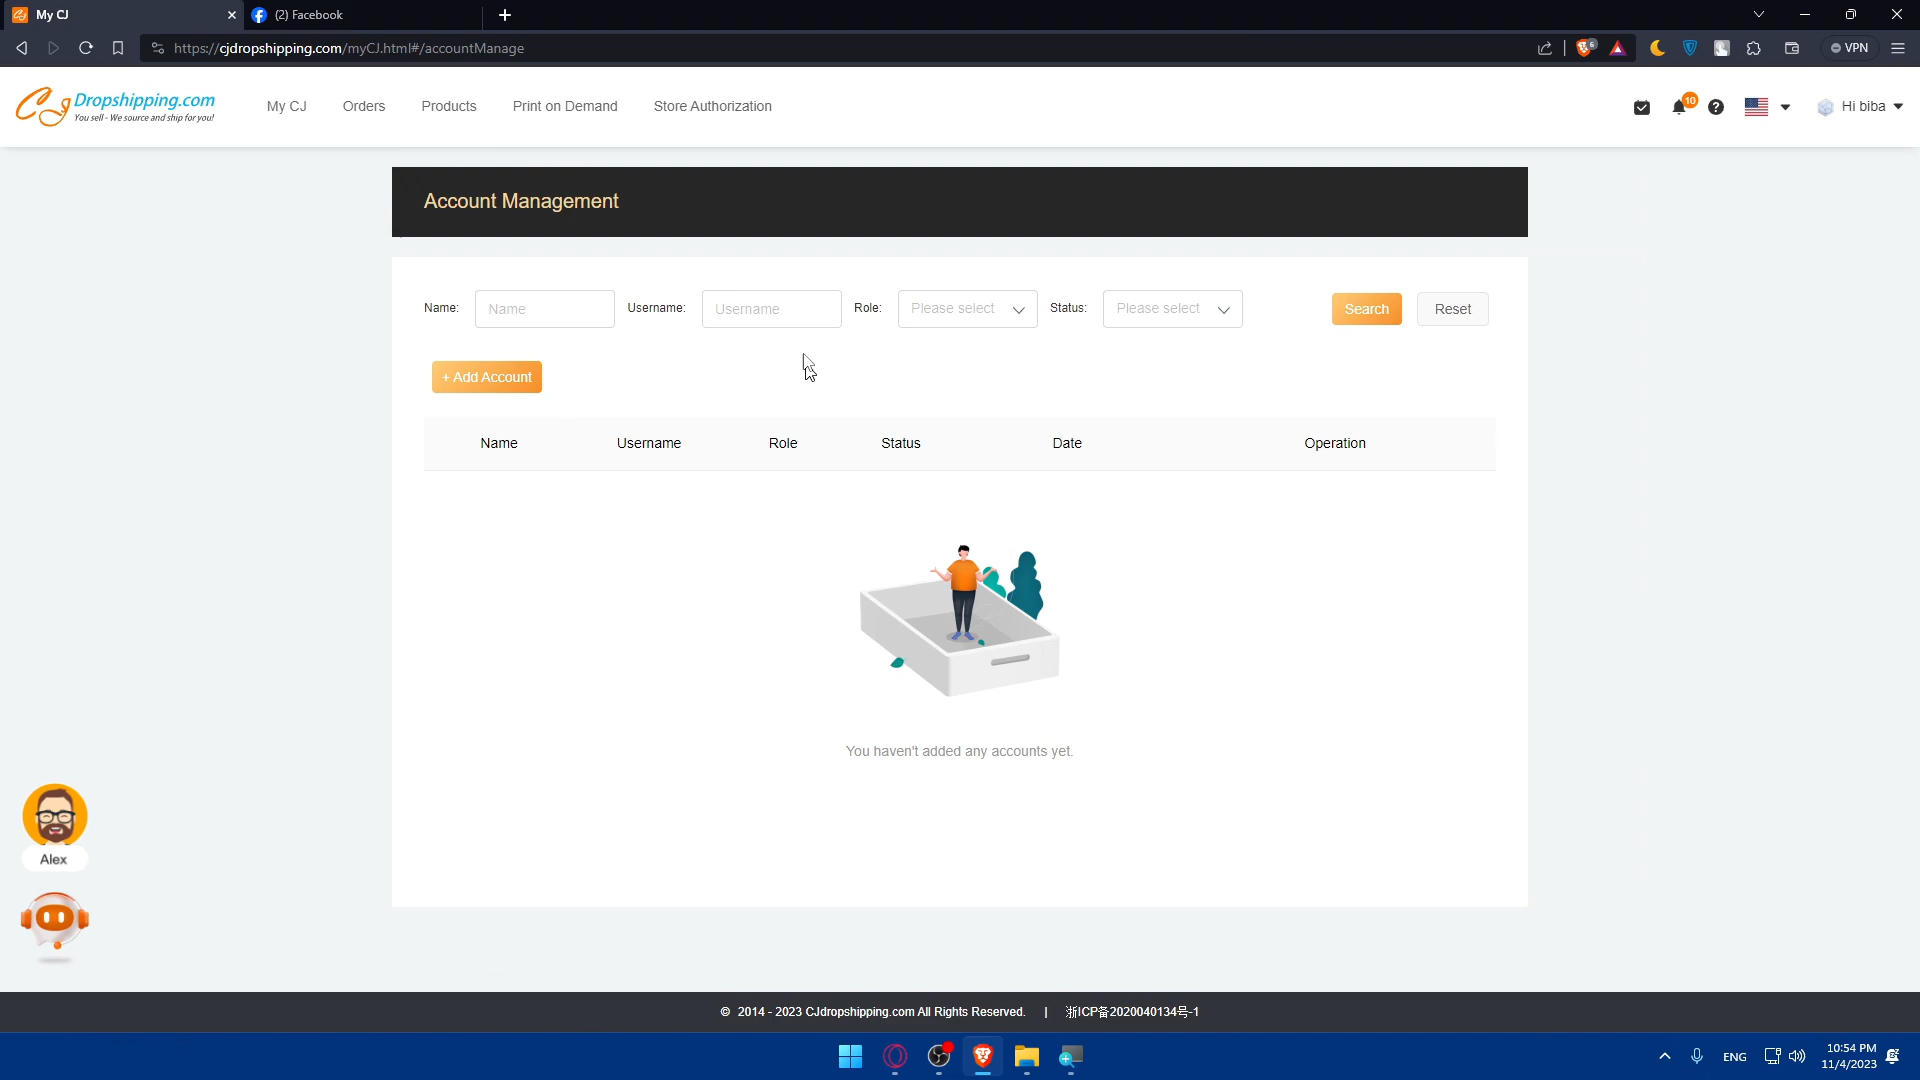 My CJ
(2) Facebook
https://cjdropshipping.com/myCJ.html#/accountManage
6
VPN
CJ Dropshipping.com
You sell - We source and ship for you!
My CJ
Orders
Products
Print on Demand
Store Authorization
10
Hi biba
Account Management
Name:
Name
Username:
Username
Role:
Please select
Status:
Please select
Search
Reset
+ Add Account
Name
Username
Role
Status
Date
Operation
You haven't added any accounts yet.
Alex
© 2014 - 2023 CJdropshipping.com All Rights Reserved. | 浙ICP备2020040134号-1
ENG
10:54 PM
11/4/2023